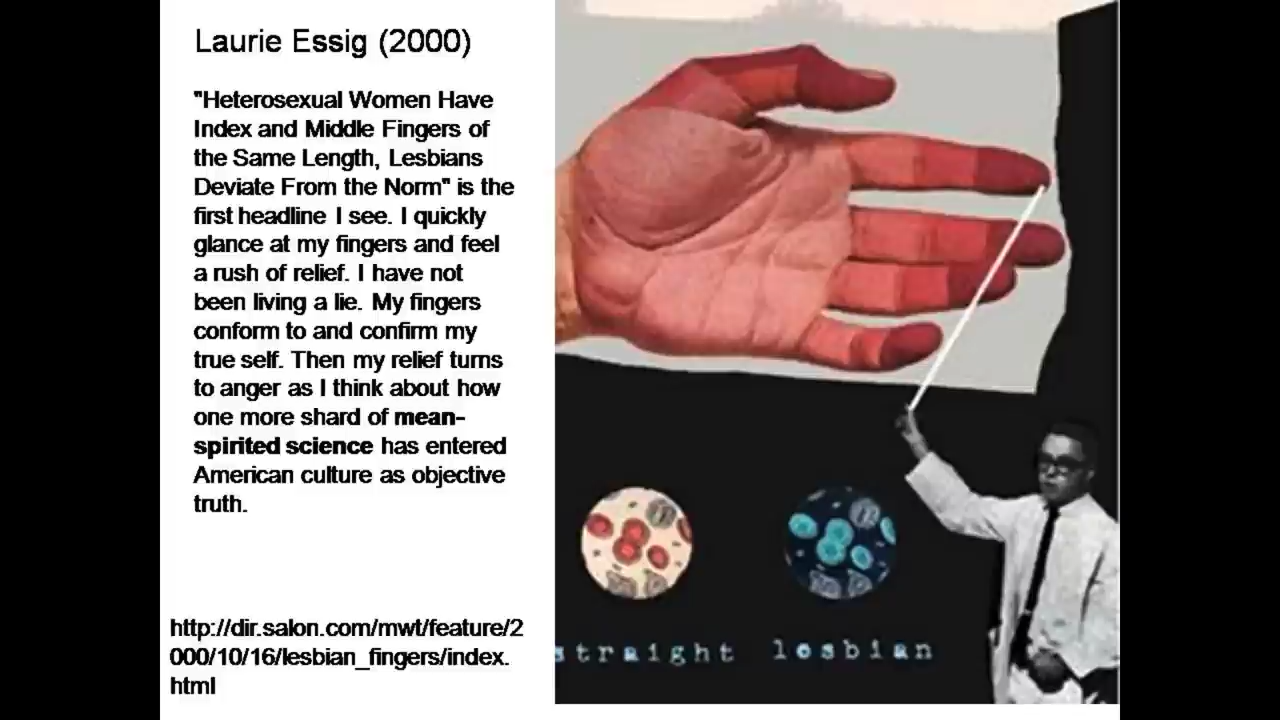 Laurie Essig (2000)
"Heterosexual Women Have
Index and Middle Fingers of
the Same Length, Lesbians
Deviate From the Norm" is the
first headline I see. I quickly
glance at my fingers and feel
a rush of relief. I have not
been living a lie. My fingers
conform to and confirm my
true self. Then my relief turns
to anger as I think about how
one more shard of mean-
spirited science has entered
American culture as objective
truth.
http://dir.salon.com/mwt/feature/2
000/10/16/lesbian_fingers/index.
html
straight lesbian